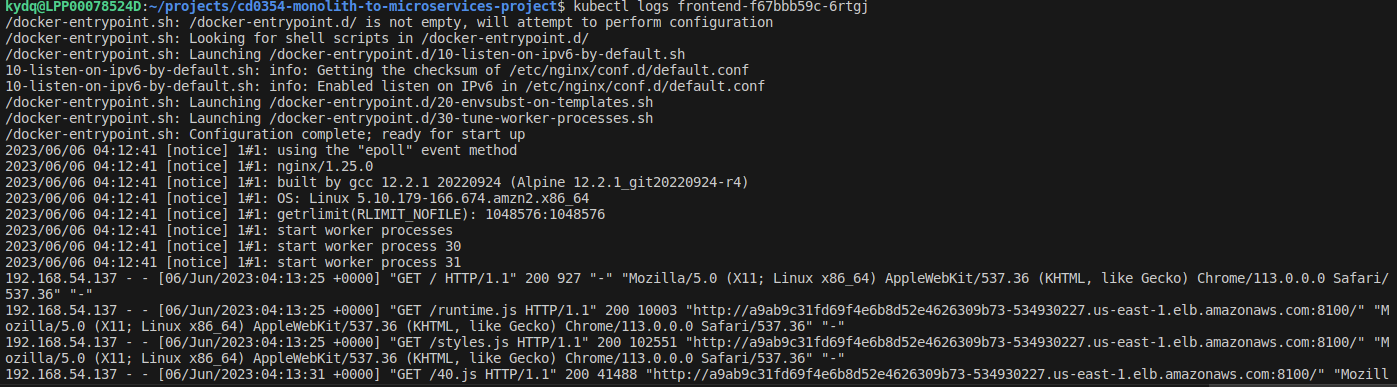 kydq@LPP00078524D:~/projects/cd0354-monolith-to-microservices-project$ kubectl logs frontend-f67bbb59c-6rtgj
/docker-entrypoint.sh: /docker-entrypoint.d/ is not empty, will attempt to perform configuration
/docker-entrypoint.sh: Looking for shell scripts in /docker-entrypoint.d/
/docker-entrypoint.sh: Launching /docker-entrypoint.d/10-listen-on-ipv6-by-default.sh
10-listen-on-ipv6-by-default.sh: info: Getting the checksum of /etc/nginx/conf.d/default.conf
10-listen-on-ipv6-by-default.sh: info: Enabled listen on IPv6 in /etc/nginx/conf.d/default.conf
/docker-entrypoint.sh: Launching /docker-entrypoint.d/20-envsubst-on-templates.sh
/docker-entrypoint.sh: Launching /docker-entrypoint.d/30-tune-worker-processes.sh
/docker-entrypoint.sh: Configuration complete; ready for start up
2023/06/06 04:12:41 [notice] 1#1: using the "epoll" event method
2023/06/06 04:12:41 [notice] 1#1: nginx/1.25.0
2023/06/06 04:12:41 [notice] 1#1: built by gcc 12.2.1 20220924 (Alpine 12.2.1_git20220924-r4)
2023/06/06 04:12:41 [notice] 1#1: OS: Linux 5.10.179-166.674.amzn2.x86_64
2023/06/06 04:12:41 [notice] 1#1: getrlimit(RLIMIT_NOFILE): 1048576:1048576
2023/06/06 04:12:41 [notice] 1#1: start worker processes
2023/06/06 04:12:41 [notice] 1#1: start worker process 30
2023/06/06 04:12:41 [notice] 1#1: start worker process 31
192.168.54.137 - - [06/Jun/2023:04:13:25 +0000] "GET / HTTP/1.1" 200 927 "-" "Mozilla/5.0 (X11; Linux x86_64) AppleWebKit/537.36 (KHTML, like Gecko) Chrome/113.0.0.0 Safari/
537.36" "-"
192.168.54.137 - - [06/Jun/2023:04:13:25 +0000] "GET /runtime.js HTTP/1.1" 200 10003 "http://a9ab9c31fd69f4e6b8d52e4626309b73-534930227.us-east-1.elb.amazonaws.com:8100/" "M
ozilla/5.0 (X11; Linux x86_64) AppleWebKit/537.36 (KHTML, like Gecko) Chrome/113.0.0.0 Safari/537.36" "-"
192.168.54.137 - - [06/Jun/2023:04:13:25 +0000] "GET /styles.js HTTP/1.1" 200 102551 "http://a9ab9c31fd69f4e6b8d52e4626309b73-534930227.us-east-1.elb.amazonaws.com:8100/" "M
ozilla/5.0 (X11; Linux x86_64) AppleWebKit/537.36 (KHTML, like Gecko) Chrome/113.0.0.0 Safari/537.36" "-"
192.168.54.137 - - [06/Jun/2023:04:13:31 +0000] "GET /40.js HTTP/1.1" 200 41488 "http://a9ab9c31fd69f4e6b8d52e4626309b73-534930227.us-east-1.elb.amazonaws.com:8100/" "Mozill